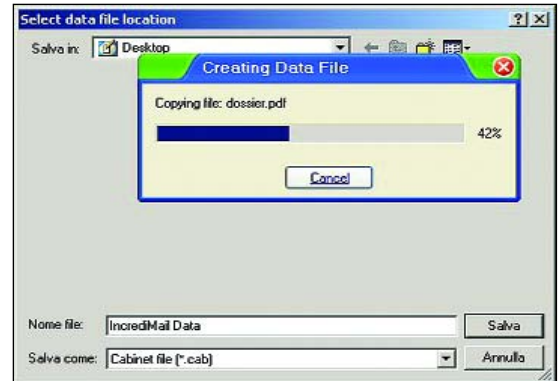 Select data file location
Salva in: Desktop
Creating Data File
Copying file: dossier.pdf
42%
Cancel
Nome file: IncrediMail Data Salva
Salva come: Cabinet file (*.cab) Annulla